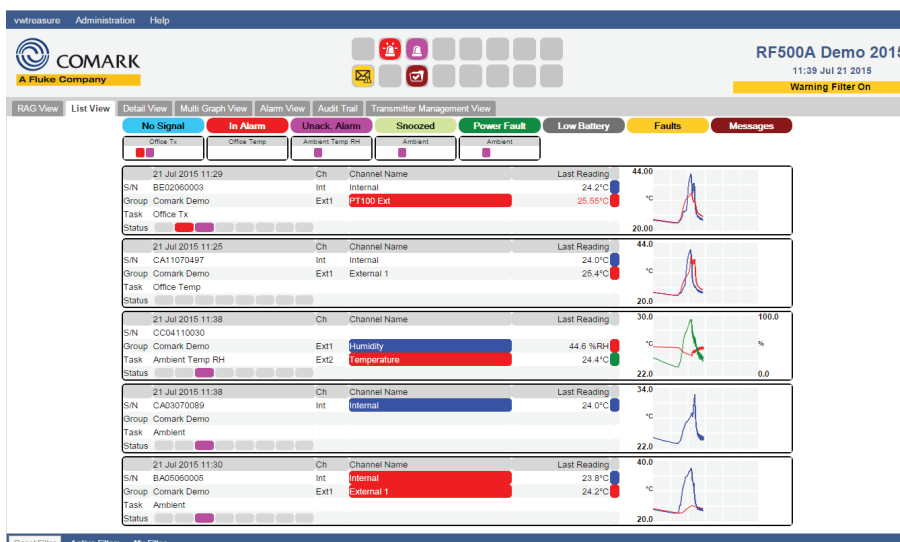 vwtreasure Administration Help
COMARK
A Fluke Company
RF500A Demo 2015
11:39 Jul 21 2015
Warning Filter On
RAG View List View Detail View Multi Graph View Alarm View Audit Trail Transmitter Management View
No Signal In Alarm Unack. Alarm Snoozed Power Fault Low Battery Faults Messages
Office Tx Office Temp Ambient Temp RH Ambient Ambient
21 Jul 2015 11:29 Ch Channel Name Last Reading 44.00
S/N BE02060003 Int Internal 24.2°C
Group Comark Demo Ext1 PT100 Ext 25.55°C °C
Task Office Tx
Status 20.00
21 Jul 2015 11:25 Ch Channel Name Last Reading 44.0
S/N CA11070497 Int Internal 24.0°C
Group Comark Demo Ext1 External 1 25.4°C °C
Task Office Temp
Status 20.0
21 Jul 2015 11:38 Ch Channel Name Last Reading 30.0 100.0
S/N CC04110030
Group Comark Demo Ext1 Humidity 44.6 %RH °C %
Task Ambient Temp RH Ext2 Temperature 24.4°C
Status 22.0 0.0
21 Jul 2015 11:38 Ch Channel Name Last Reading 34.0
S/N CA03070089 Int Internal 24.0°C
Group Comark Demo °C
Task Ambient
Status 22.0
21 Jul 2015 11:30 Ch Channel Name Last Reading 40.0
S/N BA05060005 Int Internal 23.8°C
Group Comark Demo Ext1 External 1 24.2°C °C
Task Ambient
Status 20.0